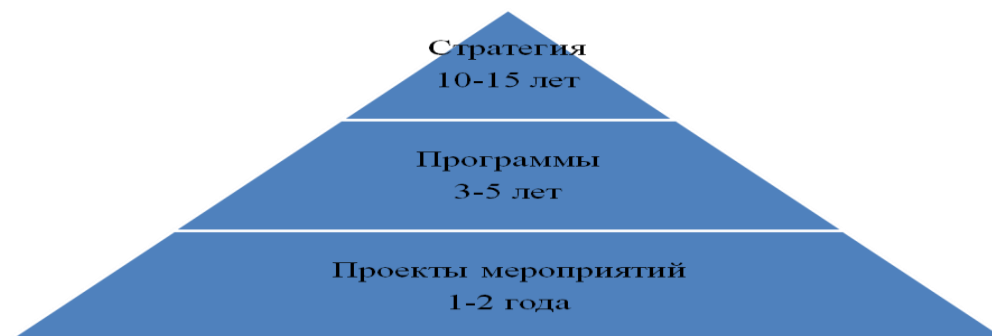 Стратегия
10-15 лет
Программы
3-5 лет
Проекты мероприятий
1-2 года